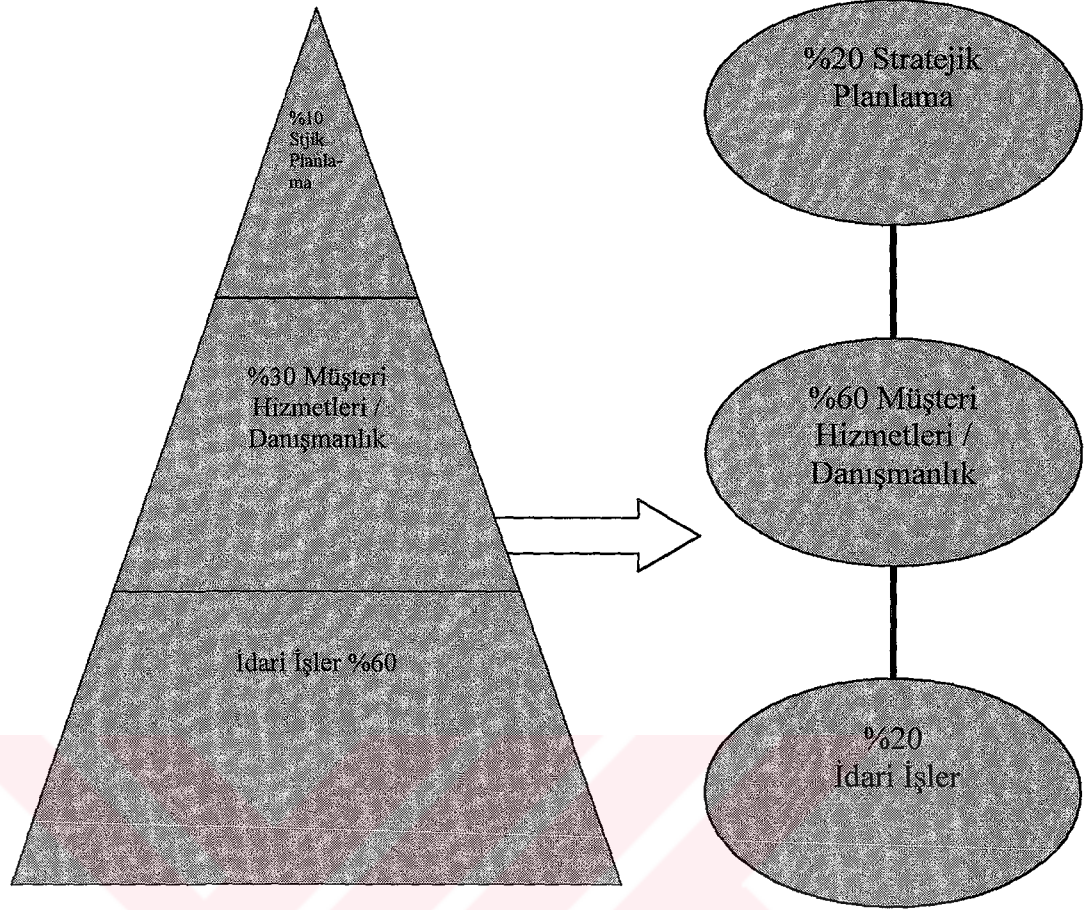 %10
Stjik
Planla-
ma
%30 Müşteri
Hizmetleri /
Danışmanlık
İdari İşler %60
%20 Stratejik
Planlama
%60 Müşteri
Hizmetleri /
Danışmanlık
%20
İdari İşler